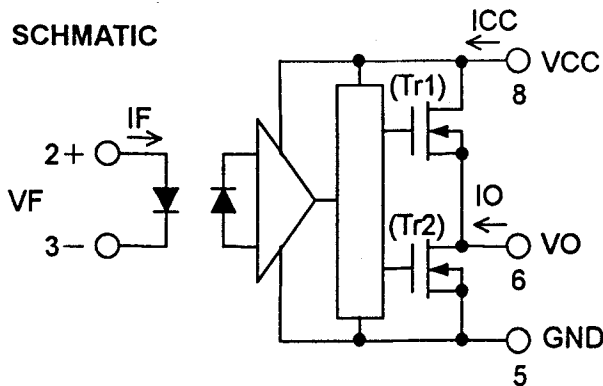 SCHMATIC
ICC
VCC
8
(Tr1)
IF
2+
VF
3−
IO
(Tr2)
VO
6
GND
5